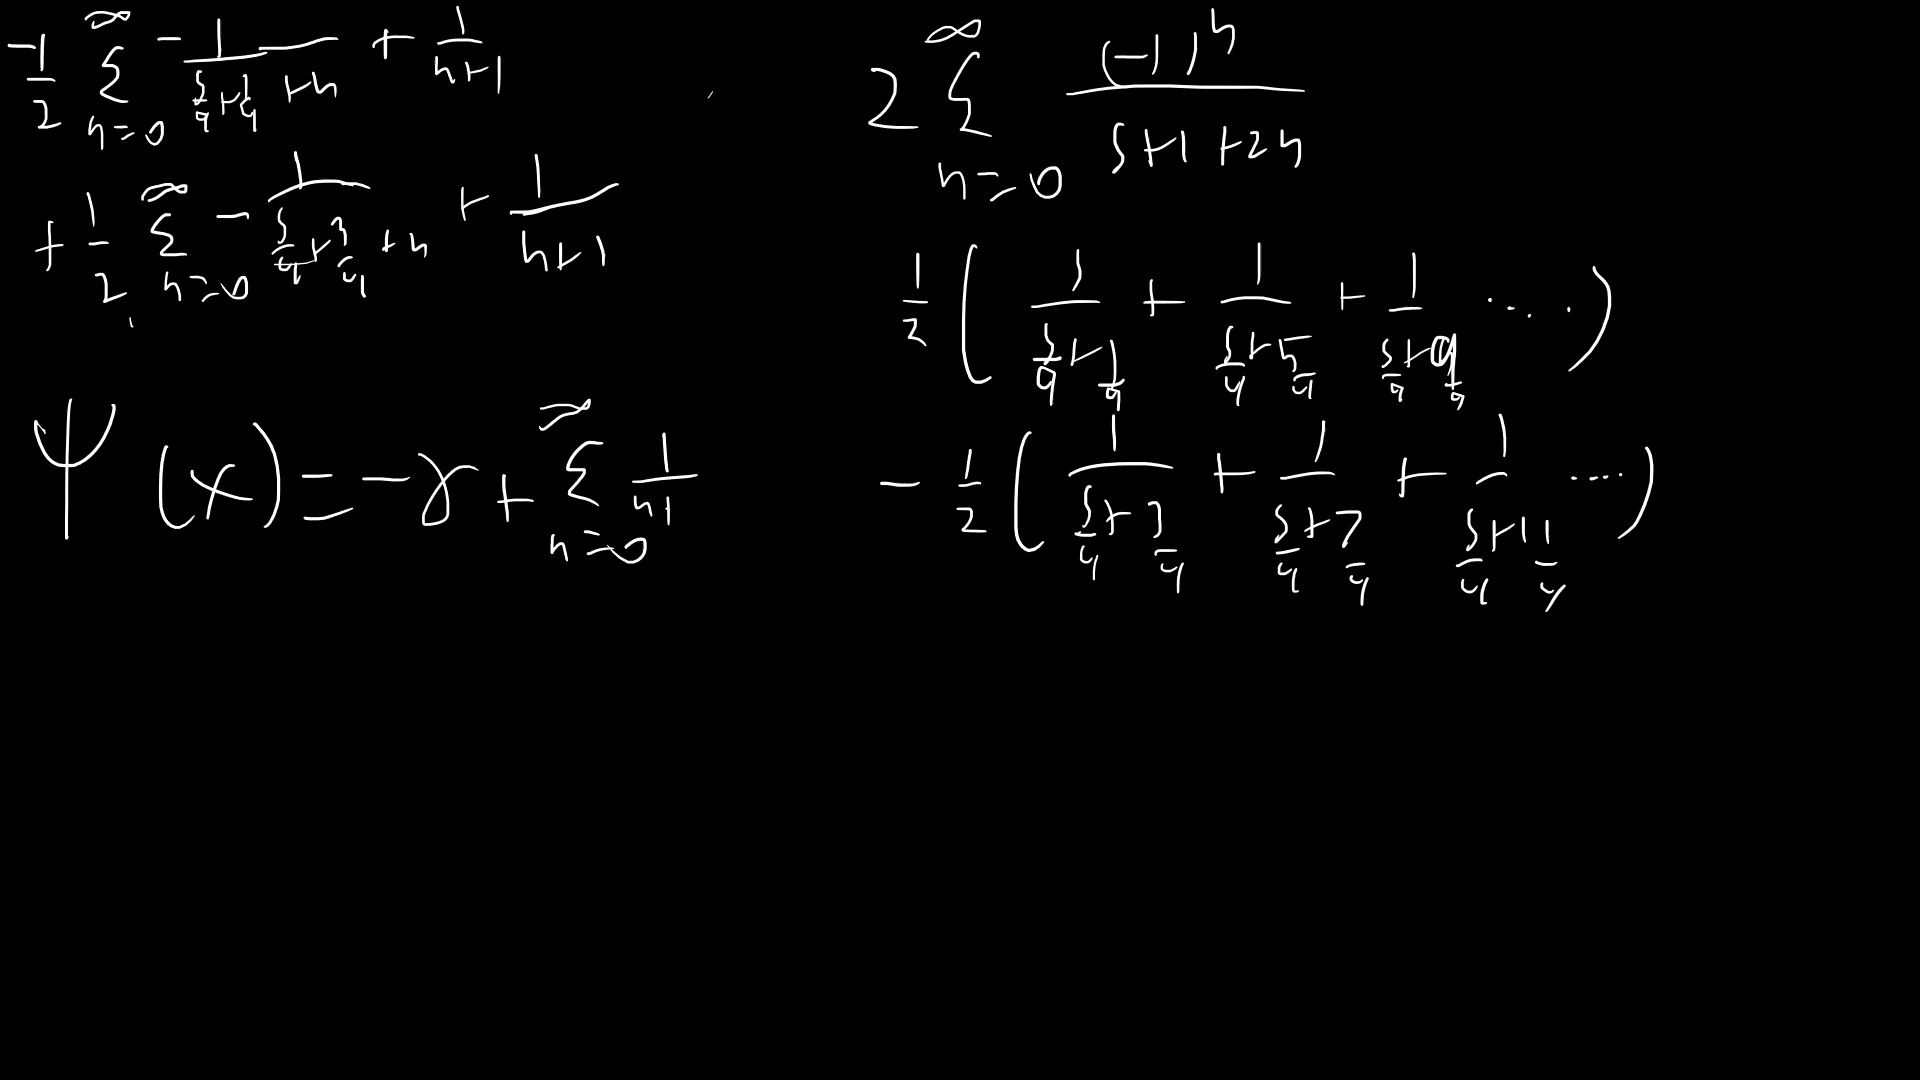 -1/2 ∑_{n=0}^{∞} - 1/(s/4 + 1/4 + n) + 1/(n+1)
+ 1/2 ∑_{n=0}^{∞} - 1/(s/4 + 3/4 + n) + 1/(n+1)
ψ(x) = -γ + ∑_{n=0}^{∞} 1/n+
2 ∑_{n=0}^{∞} (-1)^n/(s+1+2n)
1/2 ( 1/(s/4 + 1/4) + 1/(s/4 + 5/4) + 1/(s/4 + 9/4) .... )
- 1/2 ( 1/(s/4 + 3/4) + 1/(s/4 + 7/4) + 1/(s/4 + 11/4) .... )